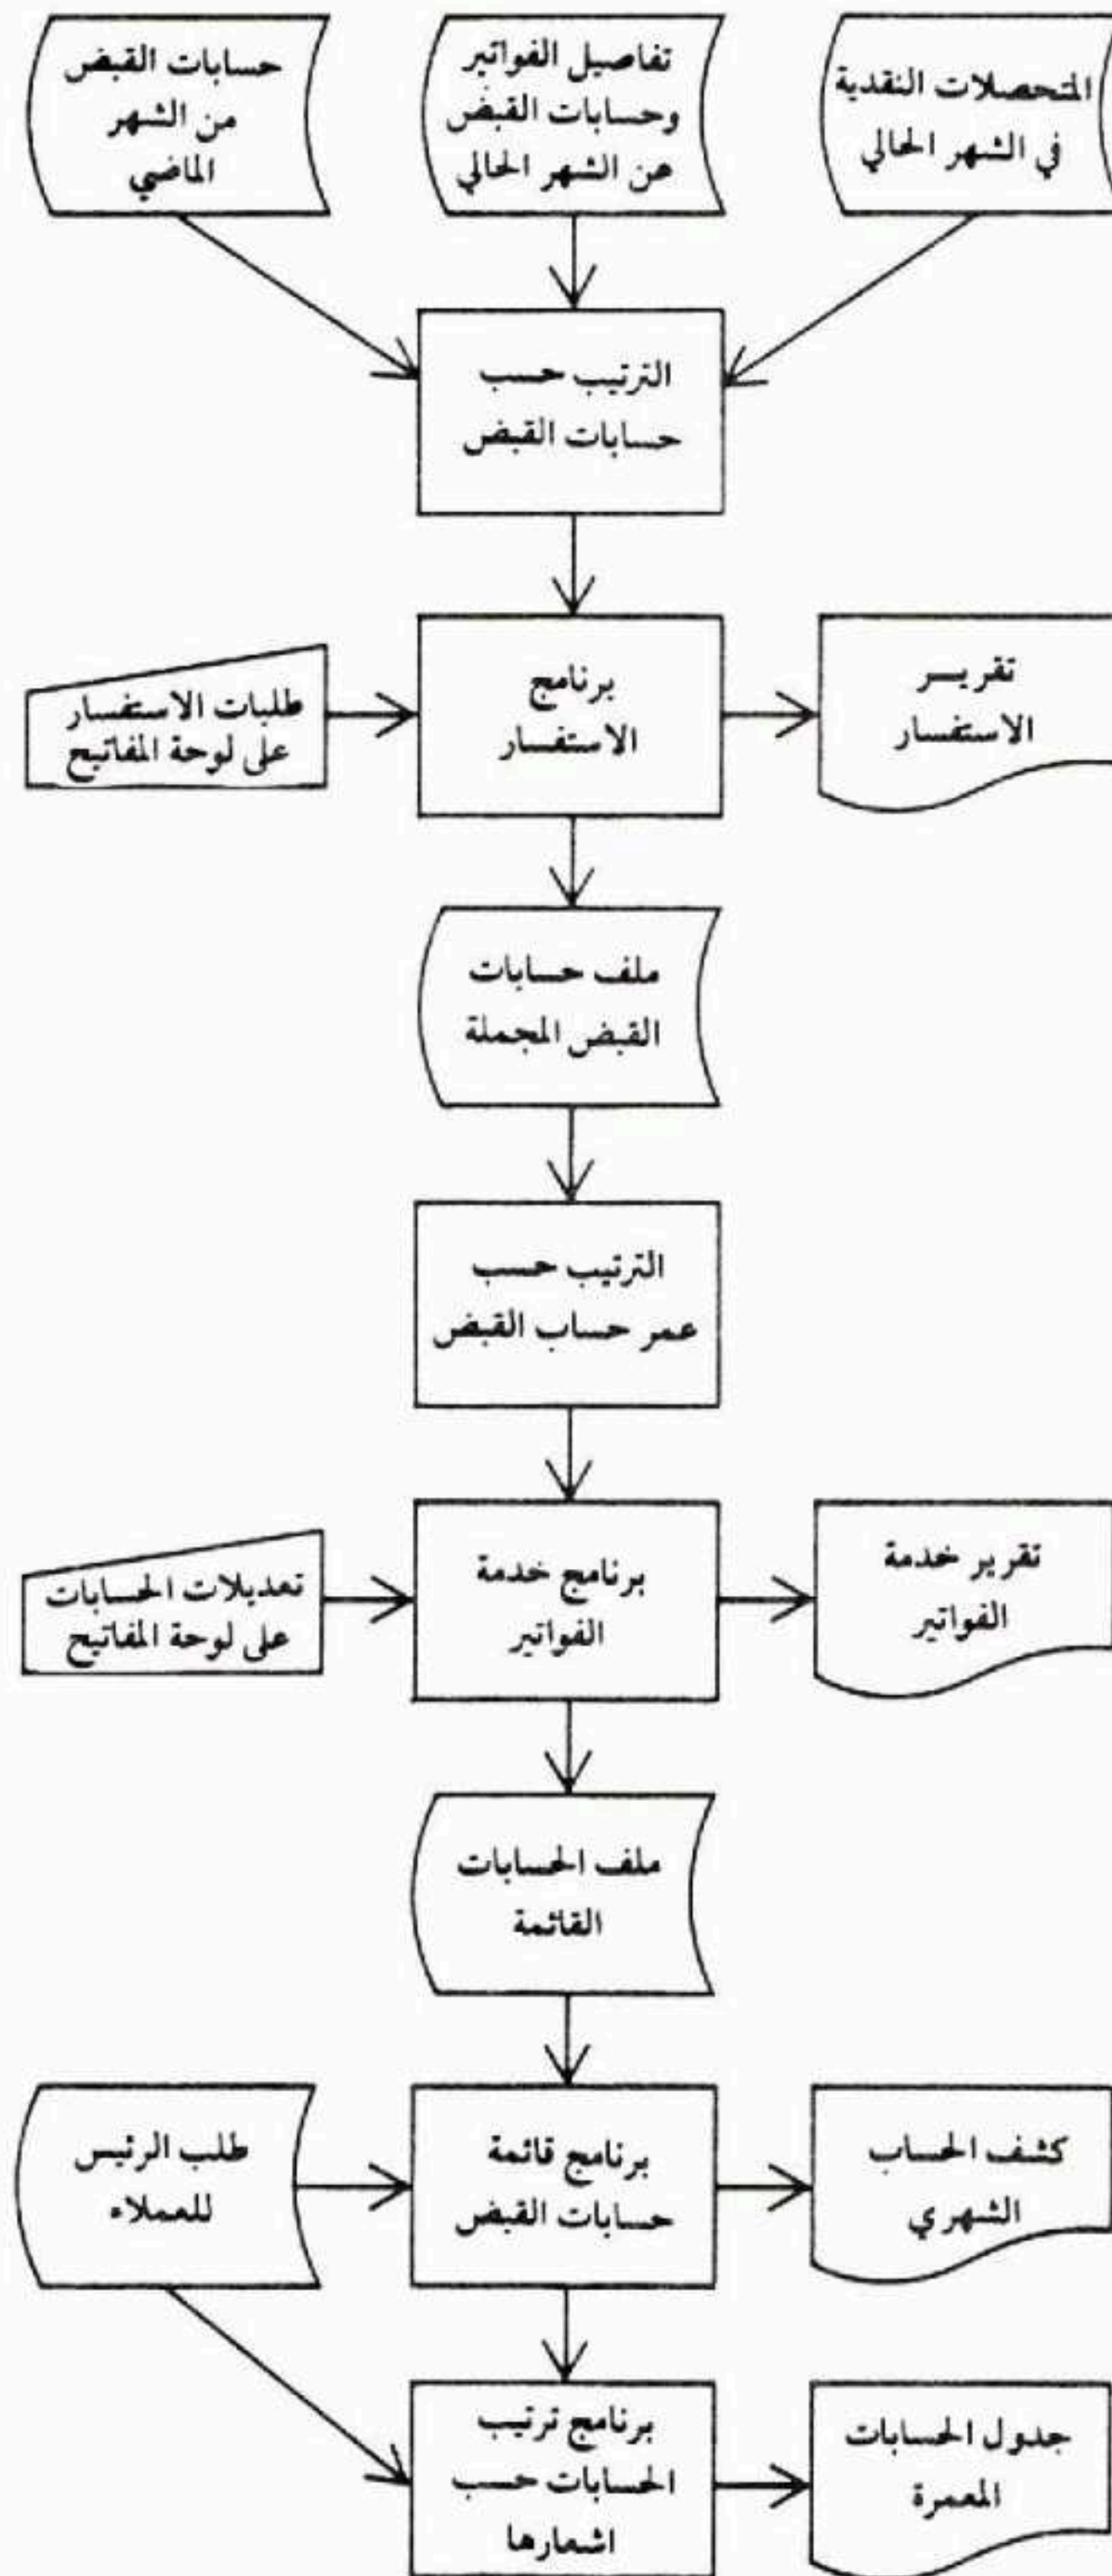 المتحصلات النقدية
في الشهر الحالي
تفاصيل الفواتير
وحسابات القبض
عن الشهر الحالي
حسابات القبض
من الشهر
الماضي
الترتيب حسب
حسابات القبض
طلبات الاستفسار
على لوحة المفاتيح
برنامج
الاستفسار
تقريـر
الاستفسار
ملف حسابات
القبض المجملة
الترتيب حسب
عمر حساب القبض
تعديلات الحسابات
على لوحة المفاتيح
برنامج خدمة
الفواتير
تقرير خدمة
الفواتير
ملف الحسابات
القائمة
طلب الرئيس
للعملاء
برنامج قائمة
حسابات القبض
كشف الحساب
الشهري
برنامج ترتيب
الحسابات حسب
اشعارها
جدول الحسابات
المعمرة